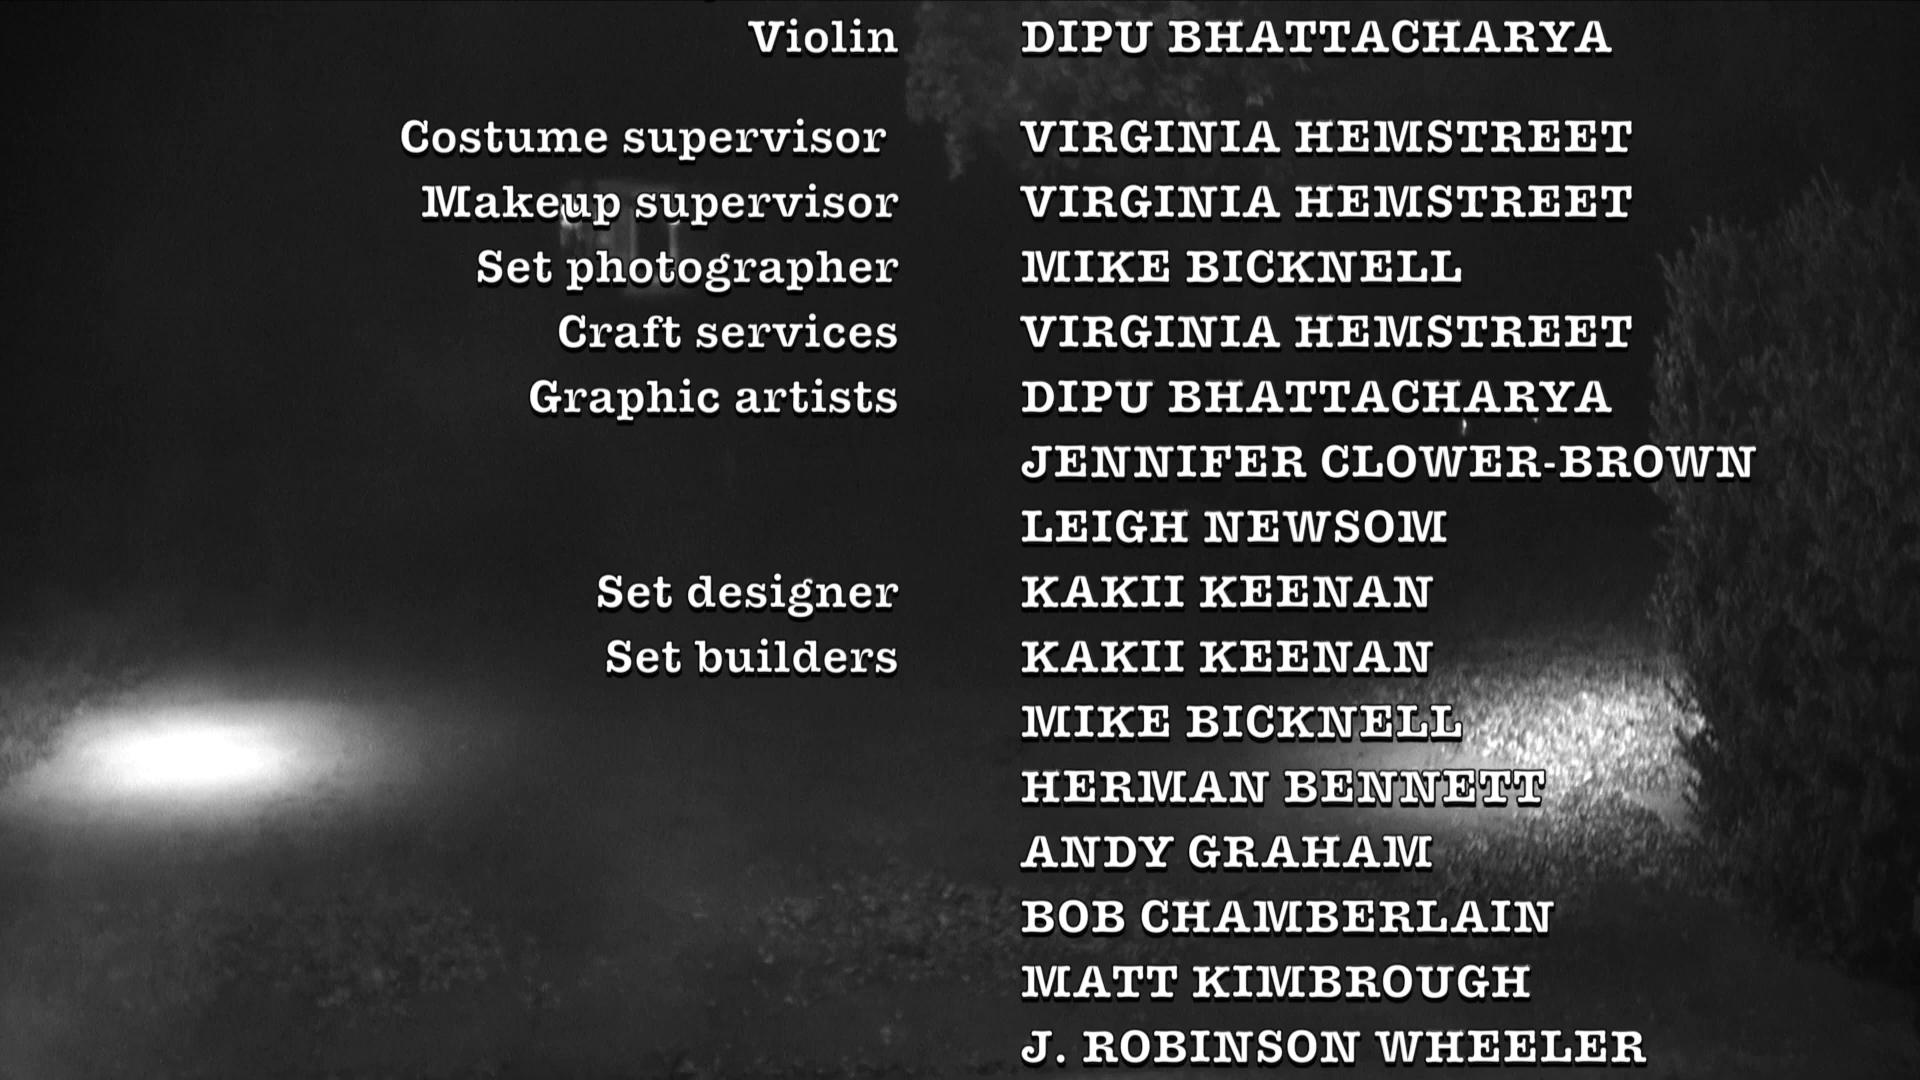 Violin DIPU BHATTACHARYA
Costume supervisor VIRGINIA HEMSTREET
Makeup supervisor VIRGINIA HEMSTREET
Set photographer MIKE BICKNELL
Craft services VIRGINIA HEMSTREET
Graphic artists DIPU BHATTACHARYA
JENNIFER CLOWER-BROWN
LEIGH NEWSOM
Set designer KAKII KEENAN
Set builders KAKII KEENAN
MIKE BICKNELL
HERMAN BENNETT
ANDY GRAHAM
BOB CHAMBERLAIN
MATT KIMBROUGH
J. ROBINSON WHEELER